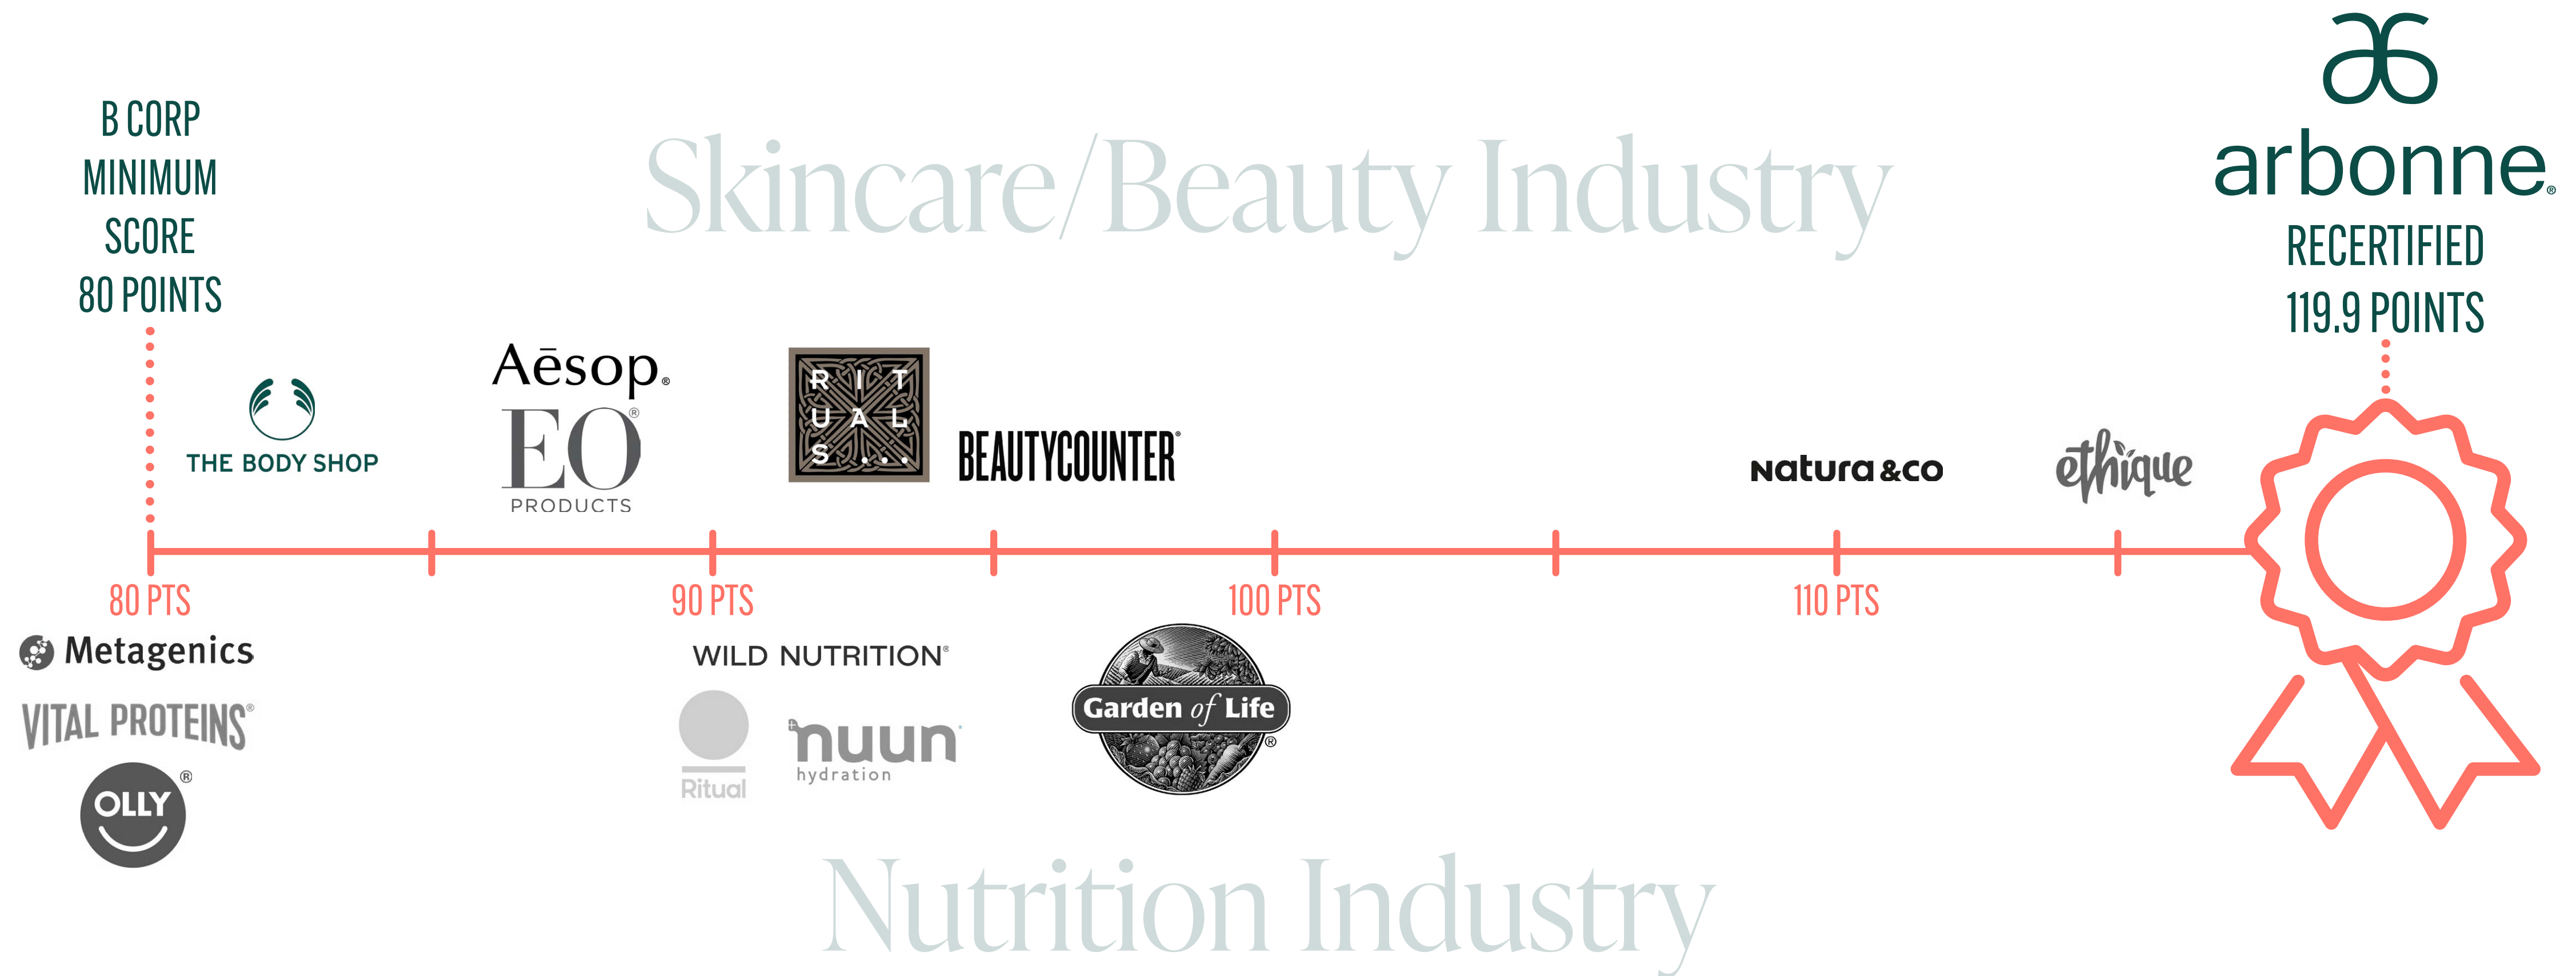 B CORP
MINIMUM
SCORE
80 POINTS
Skincare/Beauty Industry
arbonne®
RECERTIFIED
119.9 POINTS
THE BODY SHOP
Aēsop®
EO®
PRODUCTS
R I T
U A L
S...
BEAUTYCOUNTER®
Natura &CO
ethique
80 PTS
90 PTS
100 PTS
110 PTS
Metagenics
VITAL PROTEINS®
OLLY®
WILD NUTRITION®
Ritual
nuun
hydration
Garden of Life®
Nutrition Industry